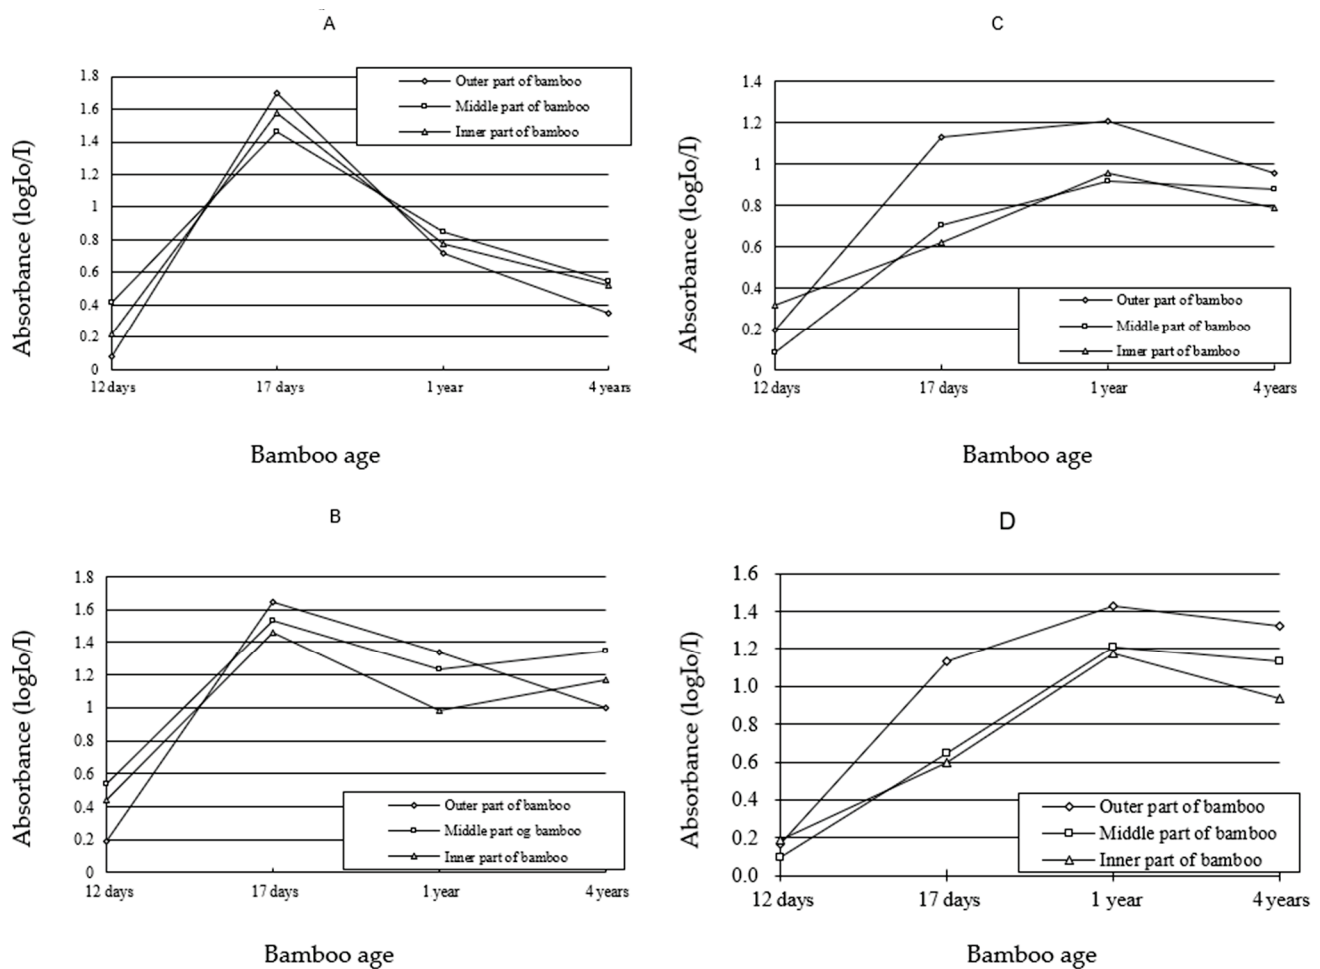 A
1.8
1.6
1.4
1.2
1
0.8
0.6
0.4
0.2
0
Absorbance (logIo/I)
Outer part of bamboo
Middle part of bamboo
Inner part of bamboo
12 days 17 days 1 year 4 years
Bamboo age
C
1.4
1.2
1
0.8
0.6
0.4
0.2
0
Absorbance (logIo/I)
Outer part of bamboo
Middle part of bamboo
Inner part of bamboo
12 days 17 days 1 year 4 years
Bamboo age
B
1.8
1.6
1.4
1.2
1
0.8
0.6
0.4
0.2
0
Absorbance (logIo/I)
Outer part of bamboo
Middle part og bamboo
Inner part of bamboo
12 days 17 days 1 year 4 years
Bamboo age
D
1.6
1.4
1.2
1.0
0.8
0.6
0.4
0.2
0.0
Absorbance (logIo/I)
Outer part of bamboo
Middle part of bamboo
Inner part of bamboo
12 days 17 days 1 year 4 years
Bamboo age